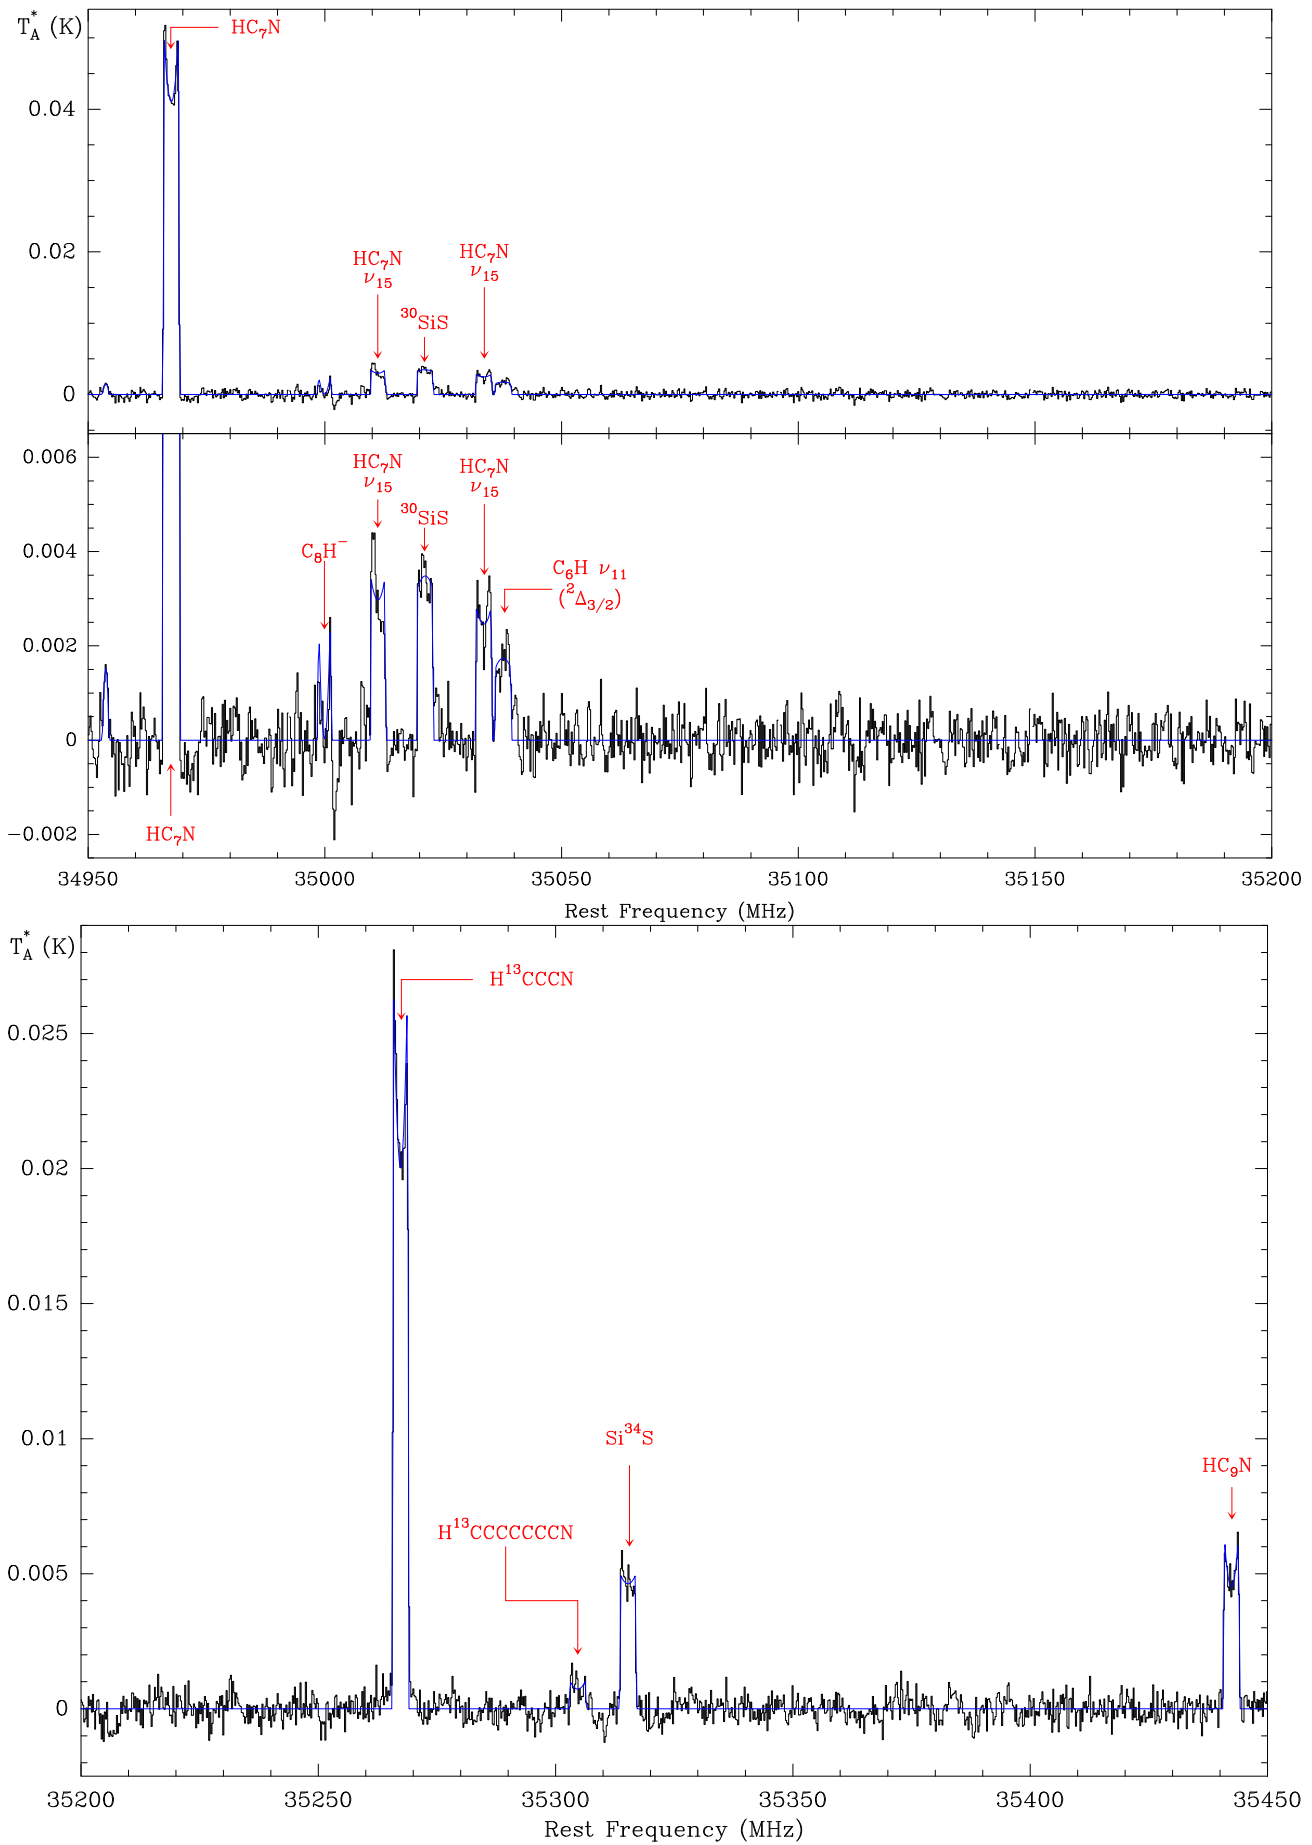 T*A (K)
HC₇N
0.04
0.02
0
HC₇N
ν₁₅
³⁰SiS
HC₇N
ν₁₅
0.006
0.004
0.002
0
−0.002
HC₇N
ν₁₅
³⁰SiS
HC₇N
ν₁₅
C₈H⁻
C₆H ν₁₁
(²Δ₃/₂)
HC₇N
34950 35000 35050 35100 35150 35200
Rest Frequency (MHz)
T*A (K)
H¹³CCCN
0.025
0.02
0.015
0.01
0.005
0
Si³⁴S
HC₉N
H¹³CCCCCCCN
35200 35250 35300 35350 35400 35450
Rest Frequency (MHz)